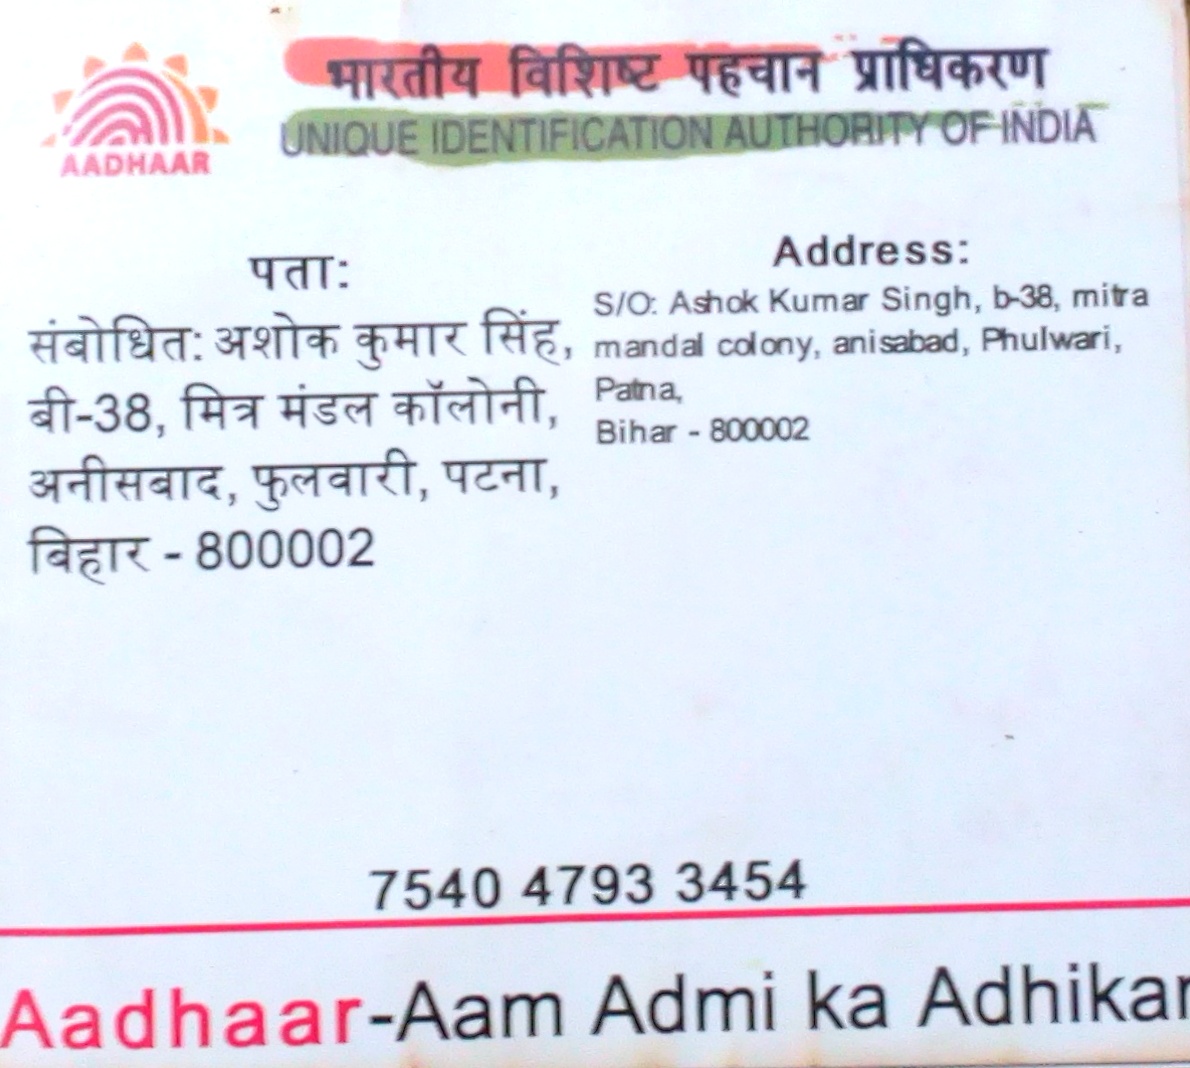 भारतीय विशिष्ट पहचान प्राधिकरण
UNIQUE IDENTIFICATION AUTHORITY OF INDIA
AADHAAR
पता:
संबोधित: अशोक कुमार सिंह,
बी-38, मित्र मंडल कॉलोनी,
अनीसबाद, फुलवारी, पटना,
बिहार - 800002
Address:
S/O: Ashok Kumar Singh, b-38, mitra
mandal colony, anisabad, Phulwari,
Patna,
Bihar - 800002
7540 4793 3454
Aadhaar-Aam Admi ka Adhikar